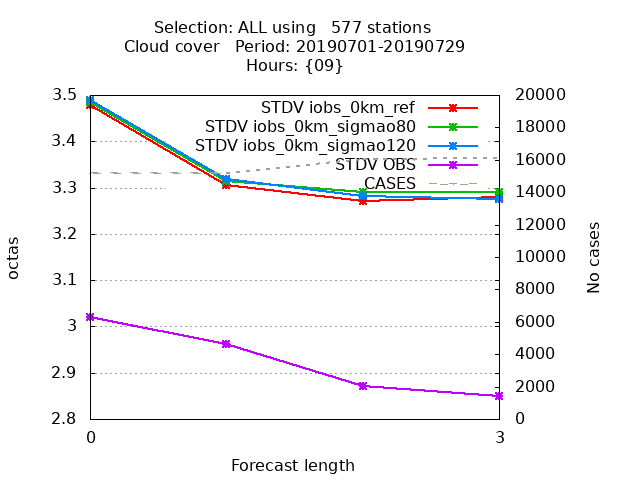 Selection: ALL using   577 stations
Cloud cover   Period: 20190701-20190729
Hours: {09}
3.5
3.4
3.3
3.2
3.1
3
2.9
2.8
octas
STDV iobs_0km_ref
STDV iobs_0km_sigmao80
STDV iobs_0km_sigmao120
STDV OBS
CASES
20000
18000
16000
14000
12000
10000
8000
6000
4000
2000
0
No cases
0
3
Forecast length